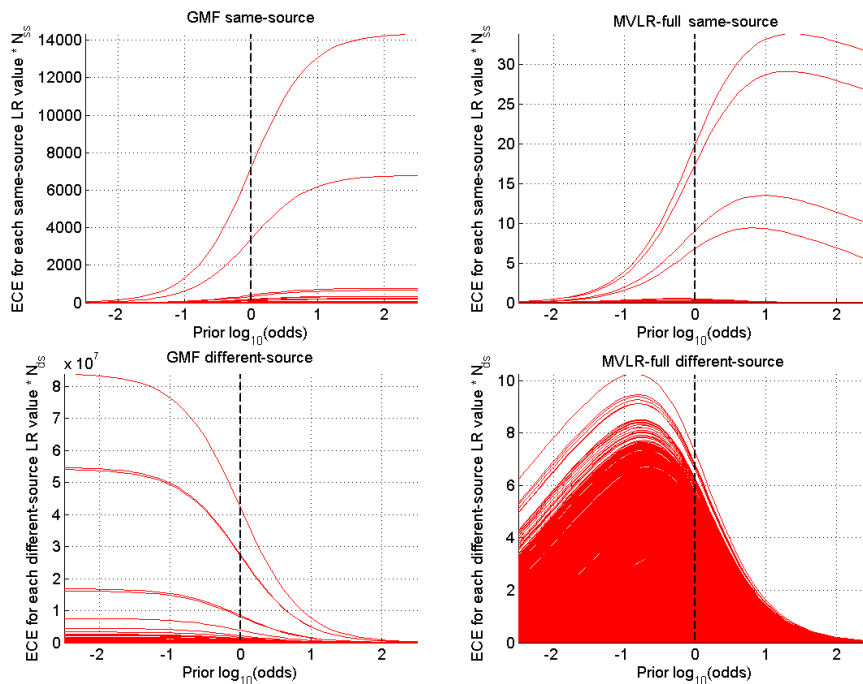 GMF same-source
ECE for each same-source LR value * N_ss
14000
12000
10000
8000
6000
4000
2000
0
-2 -1 0 1 2
Prior log_10(odds)
MVLR-full same-source
ECE for each same-source LR value * N_ss
30
25
20
15
10
5
0
-2 -1 0 1 2
Prior log_10(odds)
GMF different-source
x 10^7
ECE for each different-source LR value * N_ds
8
7
6
5
4
3
2
1
0
-2 -1 0 1 2
Prior log_10(odds)
MVLR-full different-source
ECE for each different-source LR value * N_ds
10
8
6
4
2
0
-2 -1 0 1 2
Prior log_10(odds)